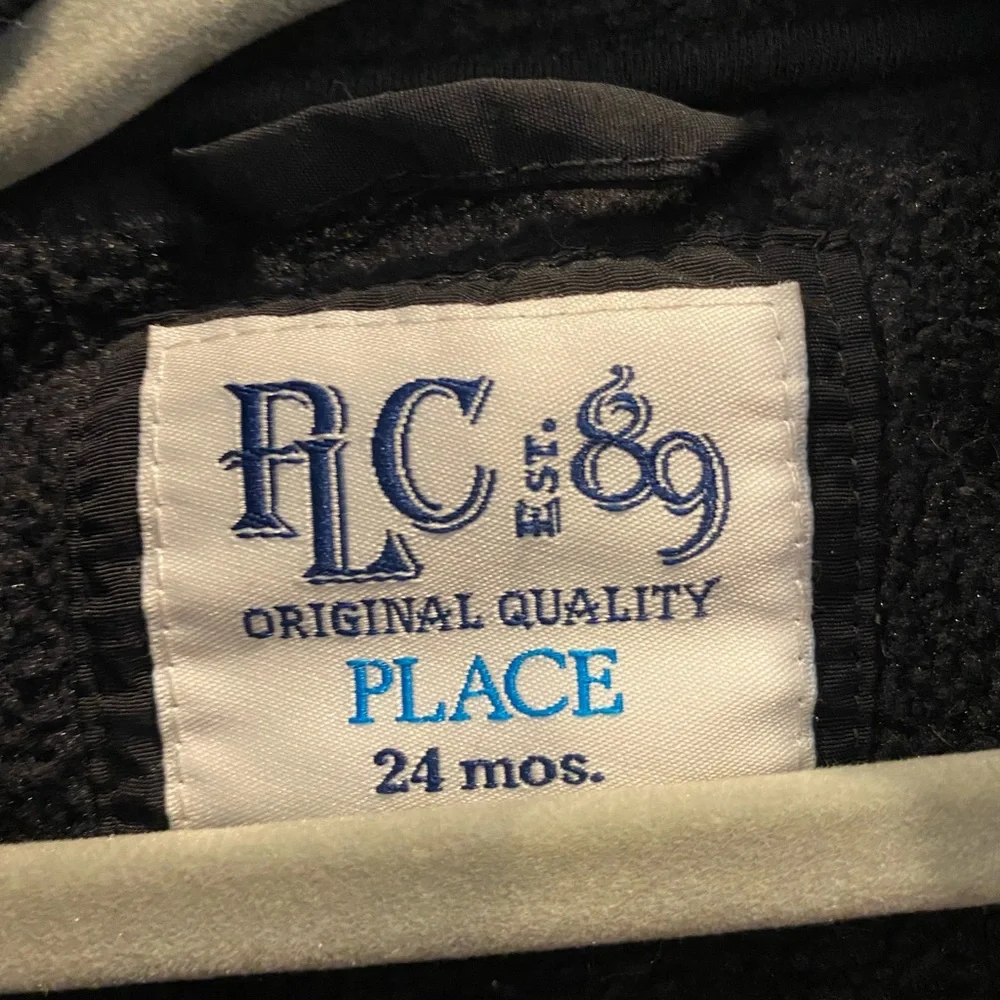 PLC EST. 89
ORIGINAL QUALITY
PLACE
24 mos.